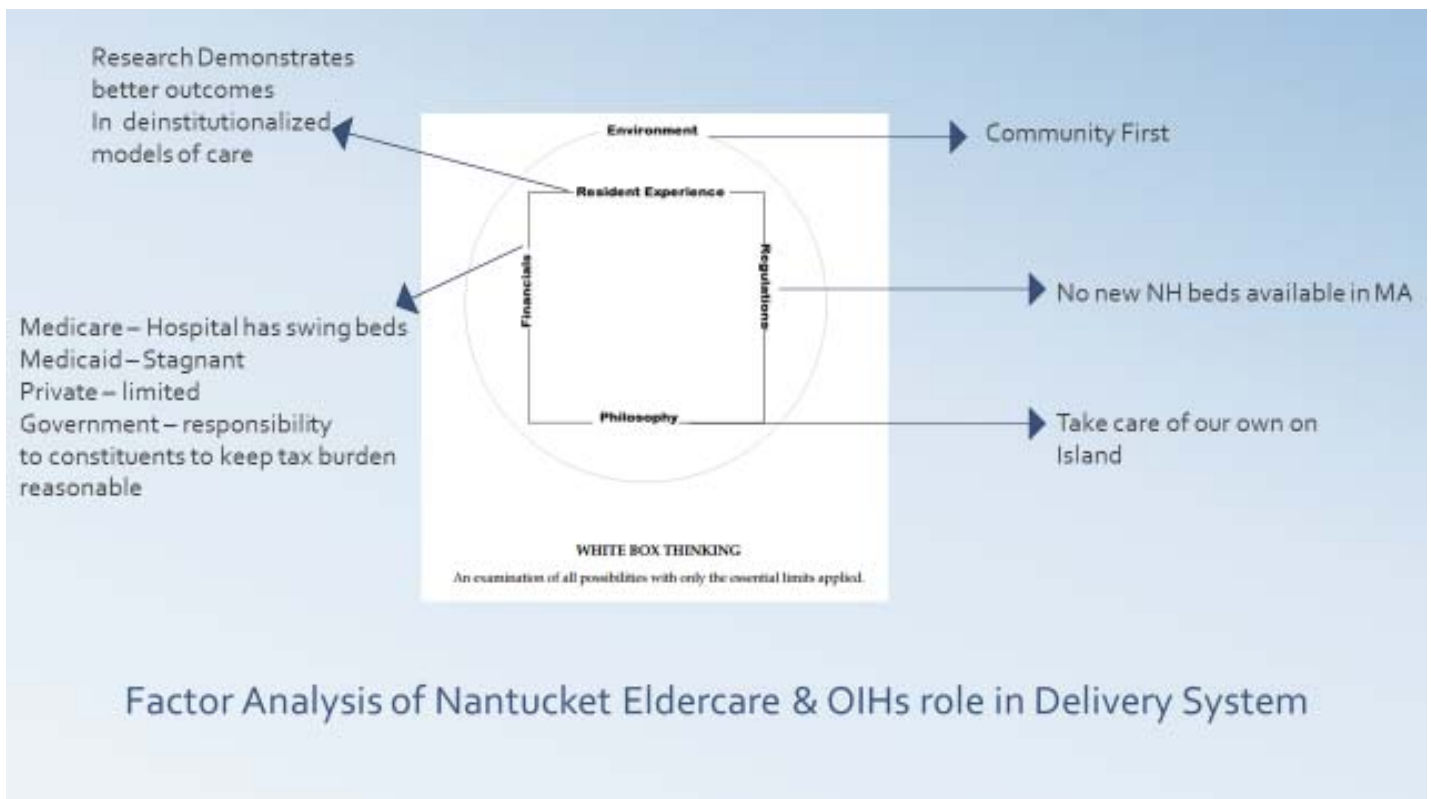 Research Demonstrates
better outcomes
In deinstitutionalized
models of care
Environment
Community First
Resident Experience
Financials
Regulations
No new NH beds available in MA
Medicare – Hospital has swing beds
Medicaid – Stagnant
Private – limited
Government – responsibility
to constituents to keep tax burden
reasonable
Philosophy
Take care of our own on
Island
WHITE BOX THINKING
An examination of all possibilities with only the essential limits applied.
Factor Analysis of Nantucket Eldercare & OIHs role in Delivery System